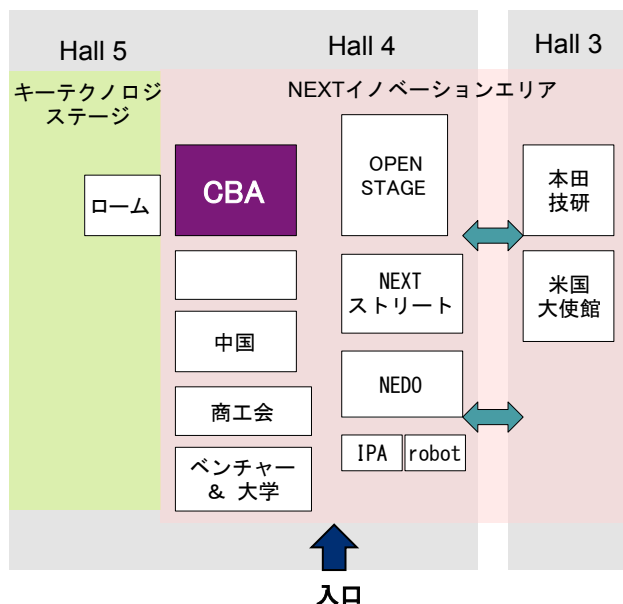 Hall 5
Hall 4
Hall 3
キーテクノロジ
ステージ
NEXTイノベーションエリア
ローム
CBA
OPEN
STAGE
本田
技研
NEXT
ストリート
米国
大使館
中国
NEDO
商工会
IPA
robot
ベンチャー
& 大学
入口